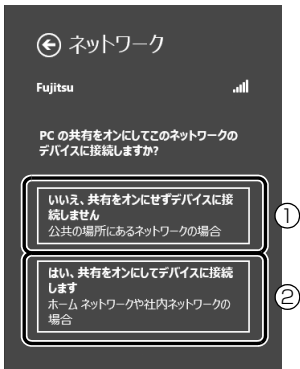 ネットワーク
Fujitsu
PC の共有をオンにしてこのネットワークの
デバイスに接続しますか?
いいえ、共有をオンにせずデバイスに接
続しません
公共の場所にあるネットワークの場合
①
はい、共有をオンにしてデバイスに接続
します
ホーム ネットワークや社内ネットワークの
場合
②